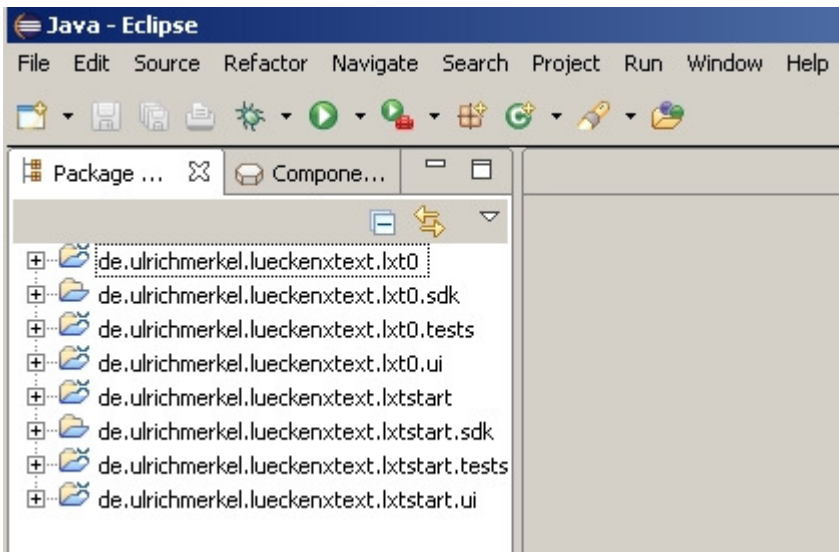 Java - Eclipse
File Edit Source Refactor Navigate Search Project Run Window Help
Package ... Compone...
de.ulrichmerkel.lueckenxtext.lxt0
de.ulrichmerkel.lueckenxtext.lxt0.sdk
de.ulrichmerkel.lueckenxtext.lxt0.tests
de.ulrichmerkel.lueckenxtext.lxt0.ui
de.ulrichmerkel.lueckenxtext.lxtstart
de.ulrichmerkel.lueckenxtext.lxtstart.sdk
de.ulrichmerkel.lueckenxtext.lxtstart.tests
de.ulrichmerkel.lueckenxtext.lxtstart.ui